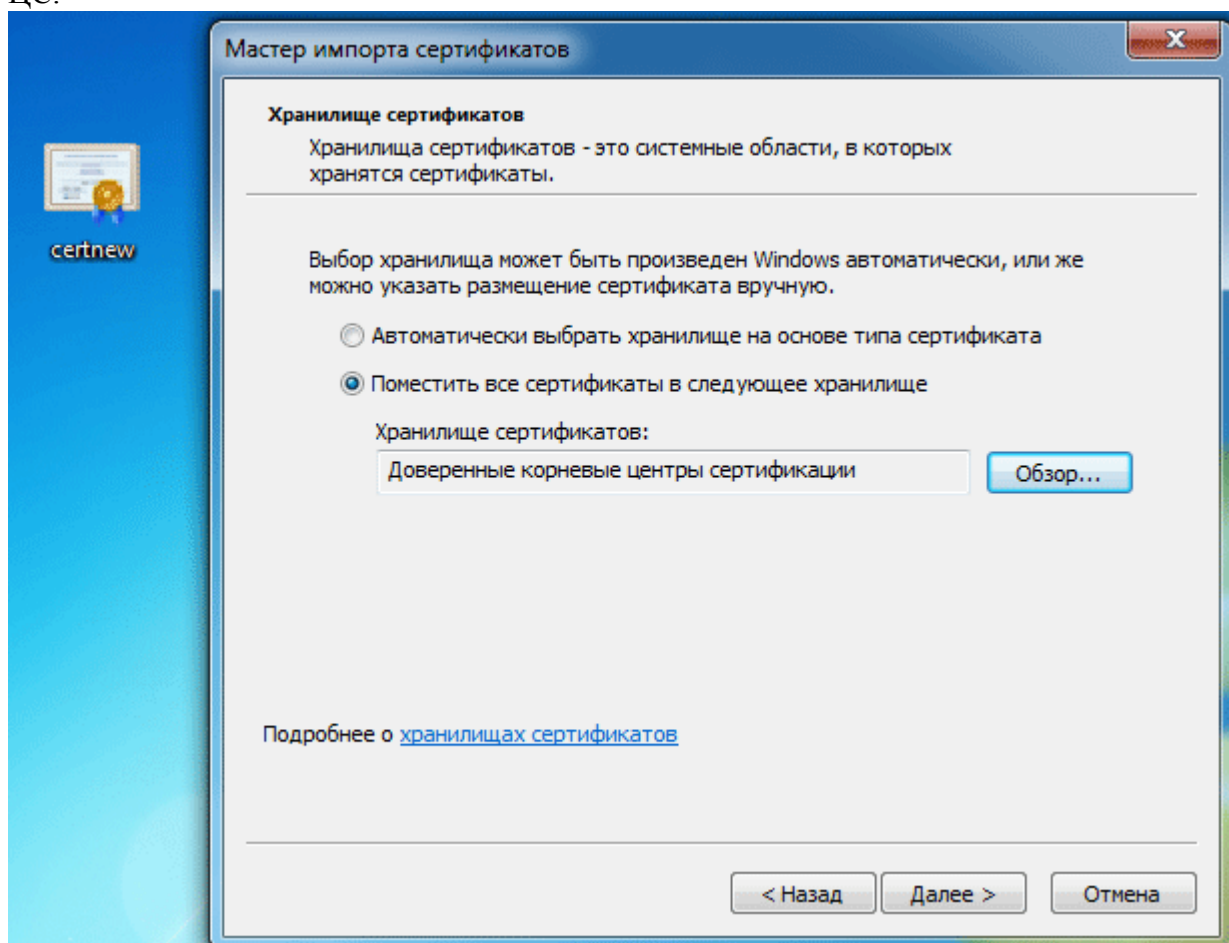 ЦС.
Мастер импорта сертификатов
Хранилище сертификатов
Хранилища сертификатов - это системные области, в которых
хранятся сертификаты.
certnew
Выбор хранилища может быть произведен Windows автоматически, или же
можно указать размещение сертификата вручную.
Автоматически выбрать хранилище на основе типа сертификата
Поместить все сертификаты в следующее хранилище
Хранилище сертификатов:
Доверенные корневые центры сертификации
Обзор...
Подробнее о хранилищах сертификатов
< Назад
Далее >
Отмена